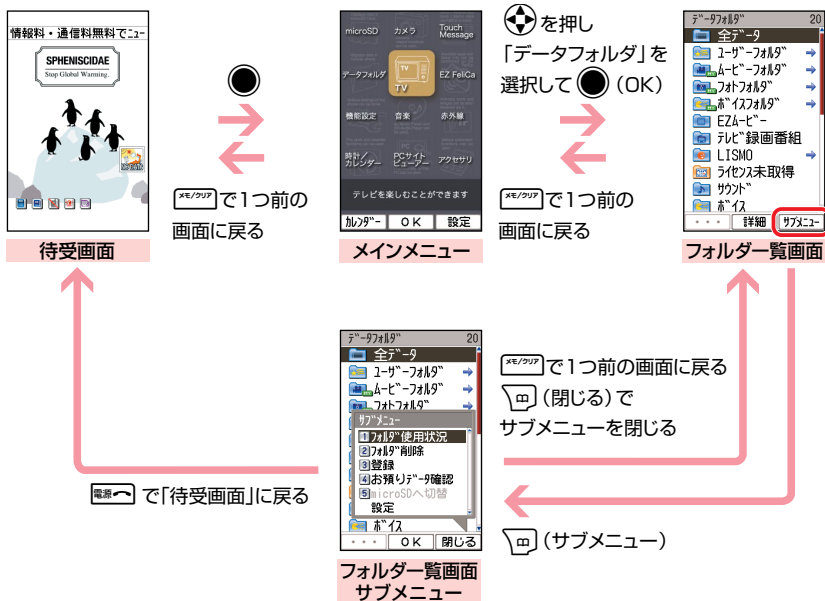 情報料・通信料無料でニュー
SPHENISCIDAE
Stop Global Warming.
待受画面
メモ/クリア で1つ前の
画面に戻る
microSD カメラ Touch Message
データフォルダ TV EZ FeliCa
機能設定 音楽 赤外線
時計/カレンダー PCサイトビューアー アクセサリ
テレビを楽しむことができます
カレンダー OK 設定
メインメニュー
を押し
「データフォルダ」を
選択して (OK)
メモ/クリア で1つ前の
画面に戻る
データフォルダ 20
全データ
ユーザーフォルダ
ムービーフォルダ
フォトフォルダ
ボイスフォルダ
EZムービー
テレビ録画番組
LISMO
ライセンス未取得
サウンド
ボイス
・・・ 詳細 サブメニュー
フォルダ一覧画面
電源 で「待受画面」に戻る
データフォルダ 20
全データ
ユーザーフォルダ
ムービーフォルダ
フォトフォルダ
サブメニュー
1フォルダ使用状況
2フォルダ削除
3登録
4お預りデータ確認
5microSDへ切替
設定
ボイス
・・・ OK 閉じる
フォルダ一覧画面
サブメニュー
メモ/クリア で1つ前の画面に戻る
(閉じる)で
サブメニューを閉じる
(サブメニュー)